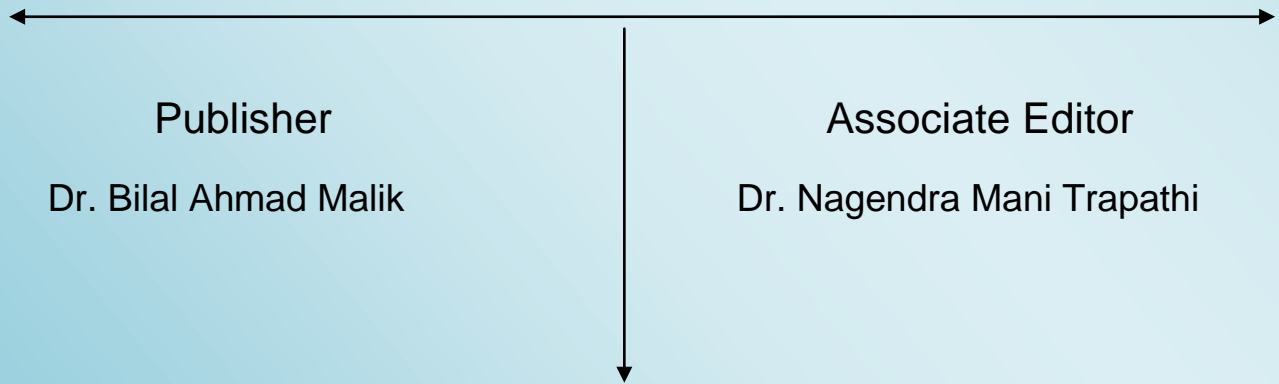 Publisher
Dr. Bilal Ahmad Malik
Associate Editor
Dr. Nagendra Mani Trapathi